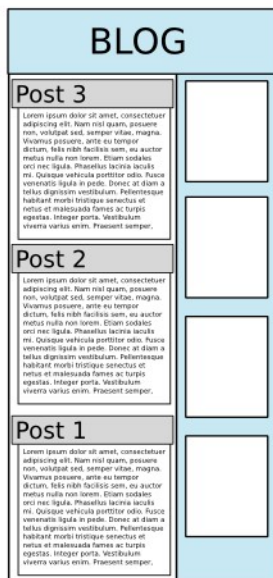 BLOG
Post 3
Lorem ipsum dolor sit amet, consectetuer
adipiscing elit. Nam nisl quam, posuere
non, volutpat sed, semper vitae, magna.
Vivamus posuere, ante eu tempor
dictum, felis nibh facilisis sem, eu auctor
metus nulla non lorem. Etiam sodales
orci nec ligula. Phasellus lacinia iaculis
mi. Quisque vehicula porttitor odio. Fusce
venenatis ligula in pede. Donec at diam a
tellus dignissim vestibulum. Pellentesque
habitant morbi tristique senectus et
netus et malesuada fames ac turpis
egestas. Integer porta. Vestibulum
viverra varius enim. Praesent semper,
Post 2
Lorem ipsum dolor sit amet, consectetuer
adipiscing elit. Nam nisl quam, posuere
non, volutpat sed, semper vitae, magna.
Vivamus posuere, ante eu tempor
dictum, felis nibh facilisis sem, eu auctor
metus nulla non lorem. Etiam sodales
orci nec ligula. Phasellus lacinia iaculis
mi. Quisque vehicula porttitor odio. Fusce
venenatis ligula in pede. Donec at diam a
tellus dignissim vestibulum. Pellentesque
habitant morbi tristique senectus et
netus et malesuada fames ac turpis
egestas. Integer porta. Vestibulum
viverra varius enim. Praesent semper,
Post 1
Lorem ipsum dolor sit amet, consectetuer
adipiscing elit. Nam nisl quam, posuere
non, volutpat sed, semper vitae, magna.
Vivamus posuere, ante eu tempor
dictum, felis nibh facilisis sem, eu auctor
metus nulla non lorem. Etiam sodales
orci nec ligula. Phasellus lacinia iaculis
mi. Quisque vehicula porttitor odio. Fusce
venenatis ligula in pede. Donec at diam a
tellus dignissim vestibulum. Pellentesque
habitant morbi tristique senectus et
netus et malesuada fames ac turpis
egestas. Integer porta. Vestibulum
viverra varius enim. Praesent semper,